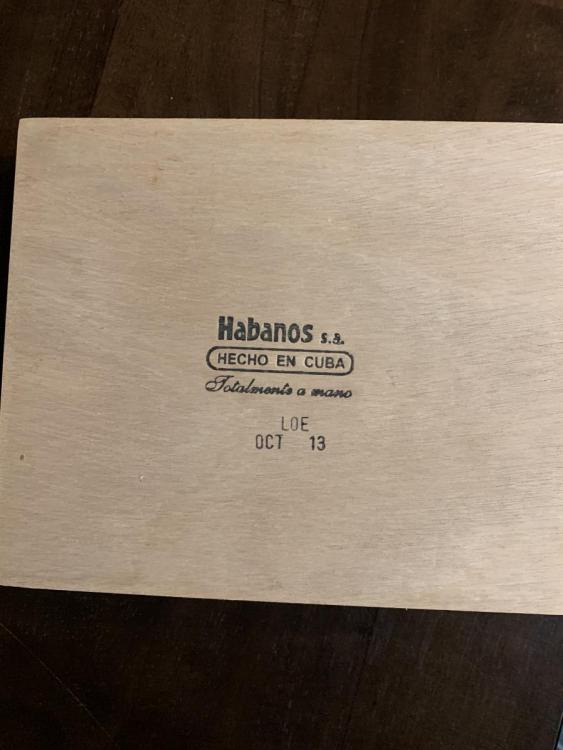 Habanos s.a.
HECHO EN CUBA
Totalmente a mano
LOE
OCT 13